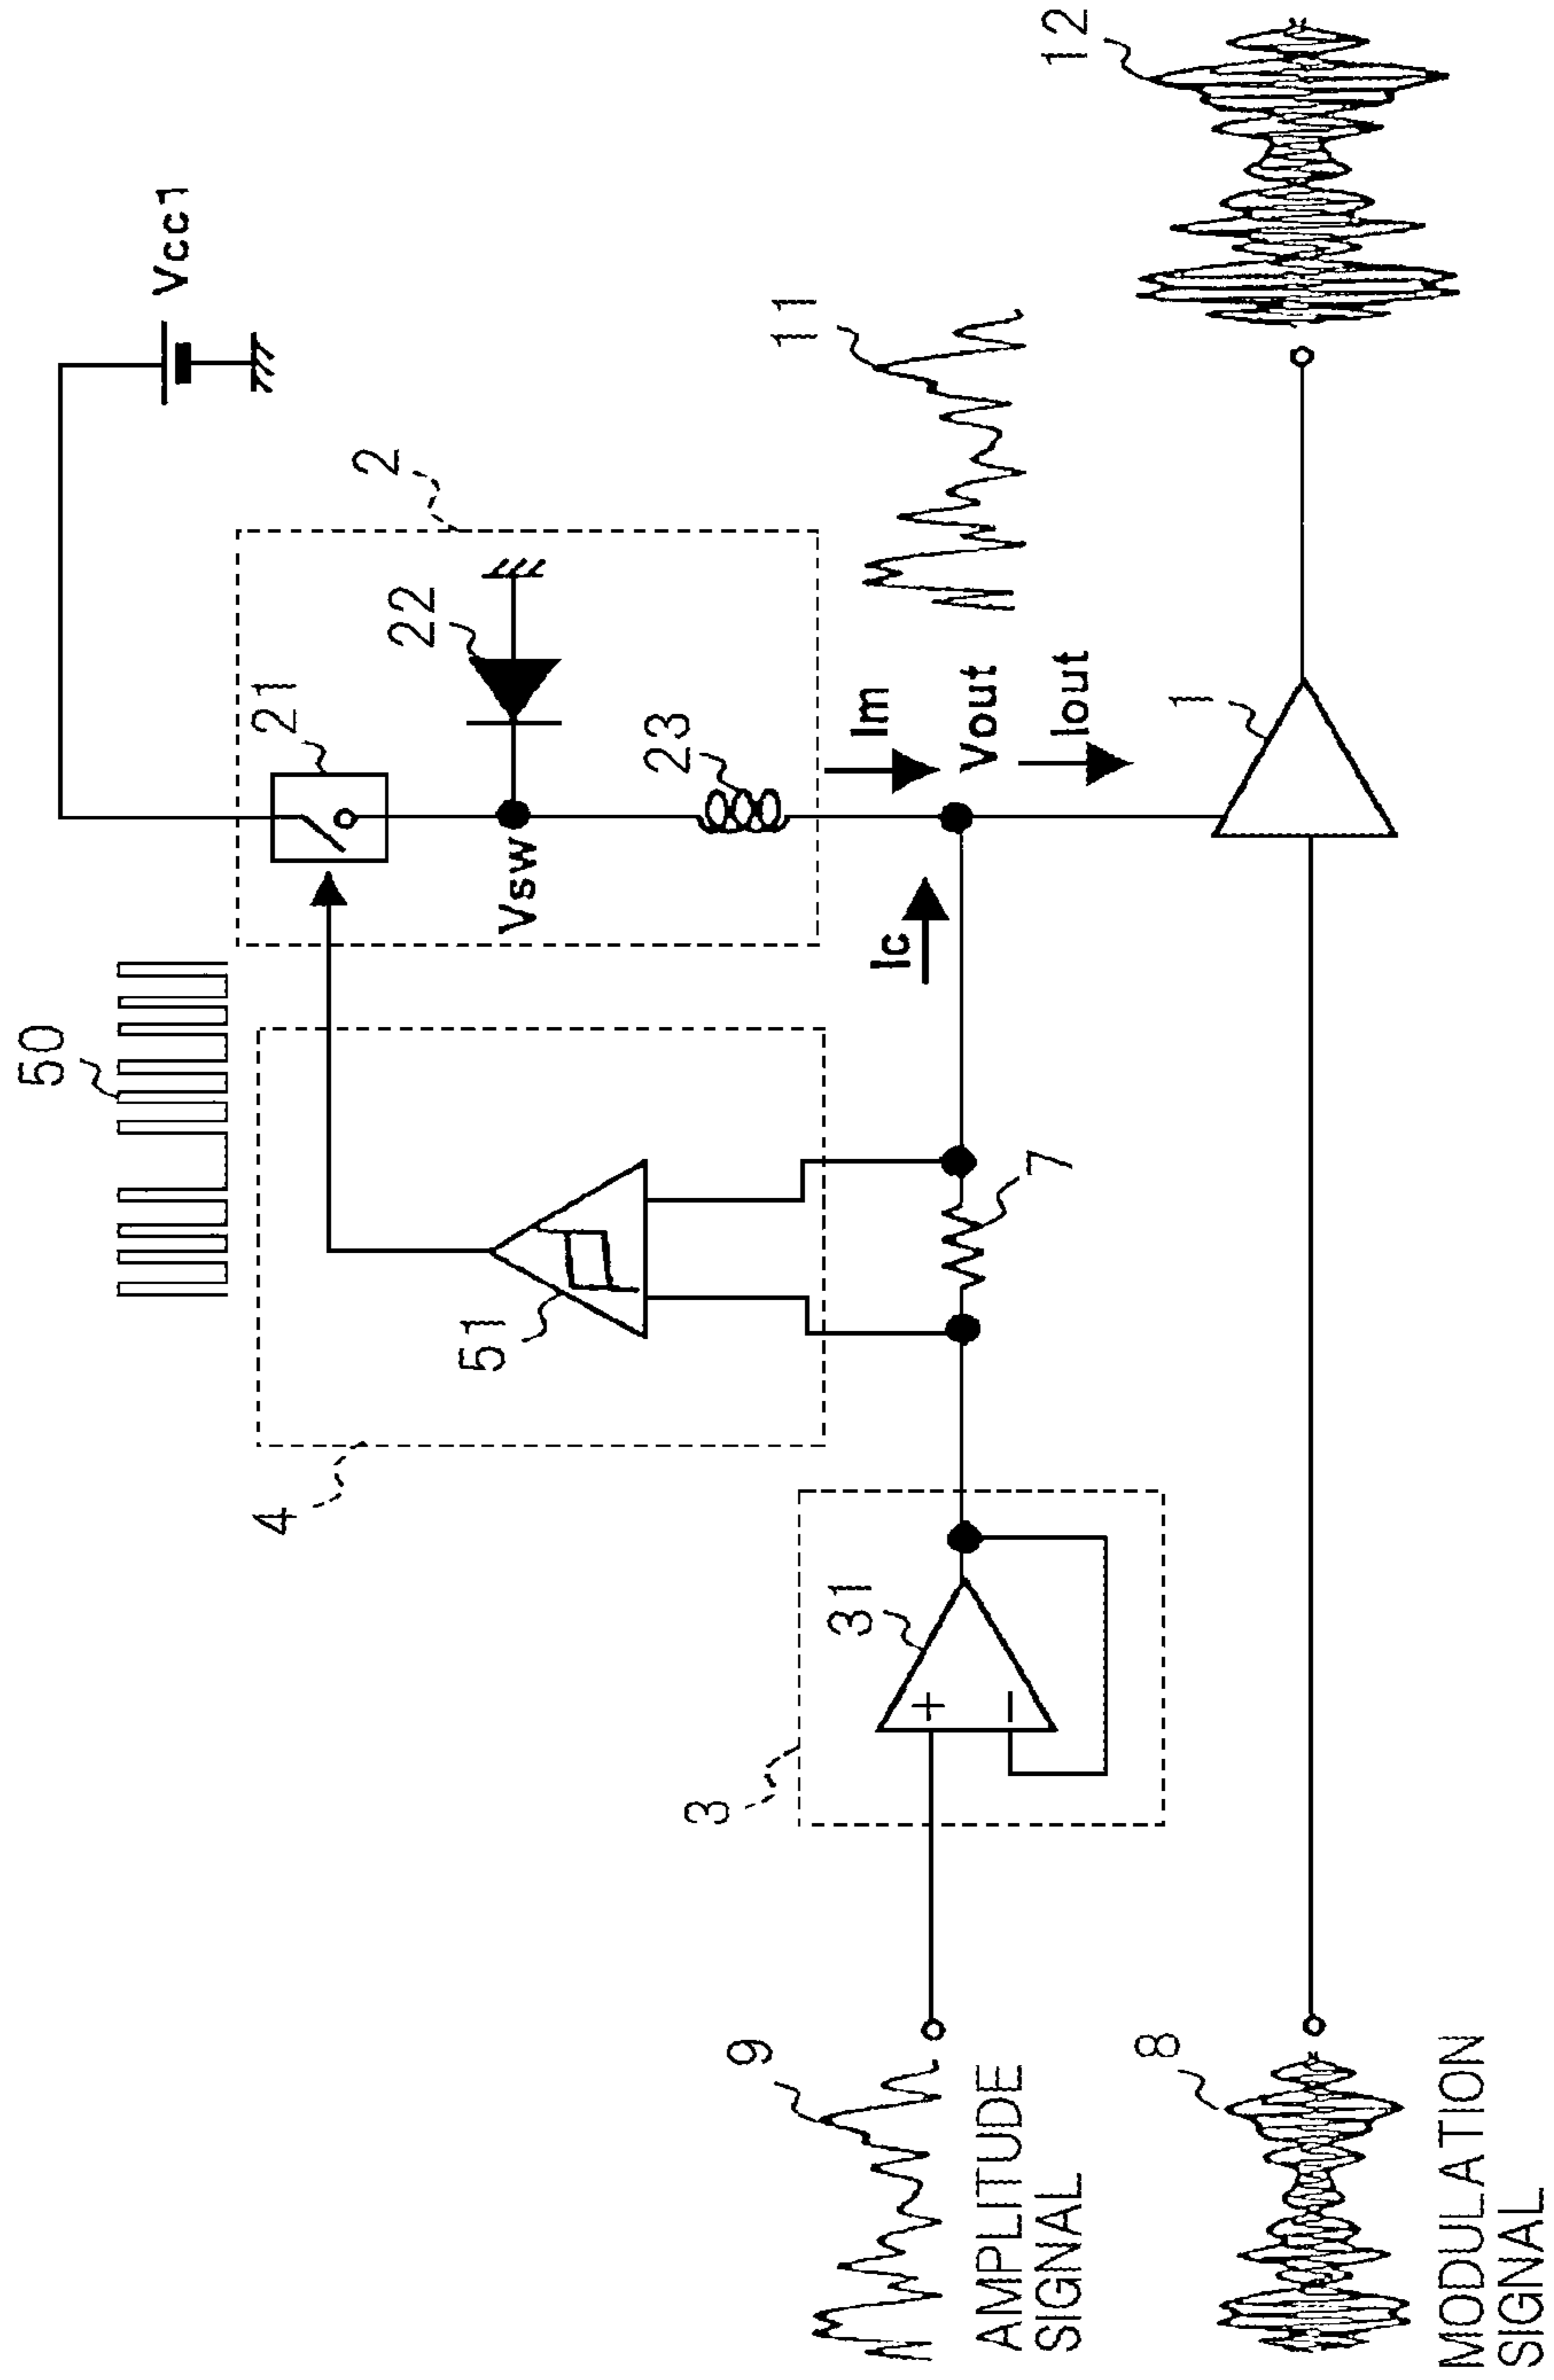 50
Vcc1
2
21
22
4
51
Vsw
23
12
Im
11
Ic
Vout
Iout
3
31
+
−
7
9
AMPLITUDE
SIGNAL
1
8
MODULATION
SIGNAL